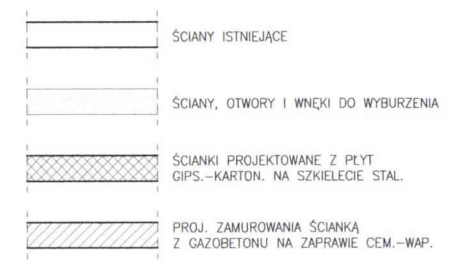 ŚCIANY ISTNIEJĄCE
ŚCIANY, OTWORY I WNĘKI DO WYBURZENIA
ŚCIANKI PROJEKTOWANE Z PŁYT
GIPS.-KARTON. NA SZKIELECIE STAL.
PROJ. ZAMUROWANIA ŚCIANKĄ
Z GAZOBETONU NA ZAPRAWIE CEM.-WAP.